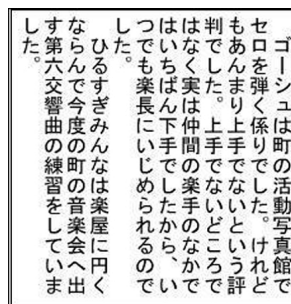 ゴーシュは町の活動写真館で
セロを弾く係りでした。けれど
もあんまり上手でないという評
判でした。上手でないどころで
はなく実は仲間の楽手のなかで
はいちばん下手でしたから、い
つでも楽長にいじめられるので
した。
　ひるすぎみんなは楽屋に円く
ならんで今度の町の音楽会へ出
す第六交響曲の練習をしていま
した。